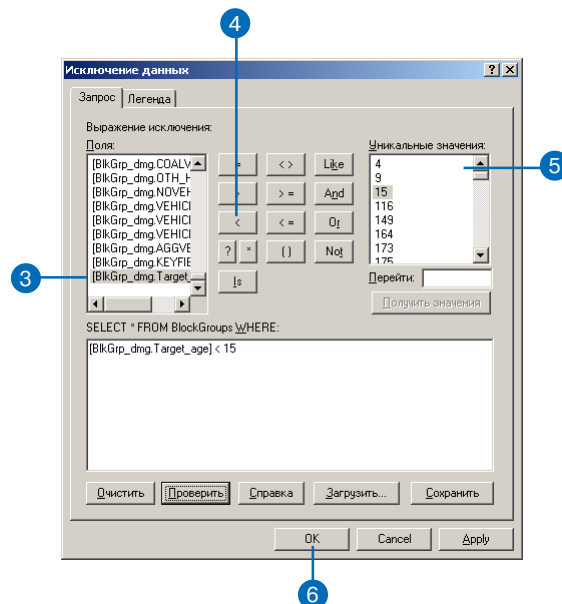 4
Исключение данных
Запрос Легенда
Выражение исключения:
Поля:
Уникальные значения:
[BlkGrp_dmg.COALV
[BlkGrp_dmg.OTH_H
[BlkGrp_dmg.NOVEH
[BlkGrp_dmg.VEHICI
[BlkGrp_dmg.VEHICI
[BlkGrp_dmg.VEHICI
[BlkGrp_dmg.AGGVE
[BlkGrp_dmg.KEYFIE
[BlkGrp_dmg.Target_
= <> Like
> >= And
< <= Or
? * () Not
Is
4
9
15
116
149
164
173
175
5
3
Перейти:
Получить значения
SELECT * FROM BlockGroups WHERE:
[BlkGrp_dmg.Target_age] < 15
Очистить Проверить Справка Загрузить... Сохранить
OK Cancel Apply
6